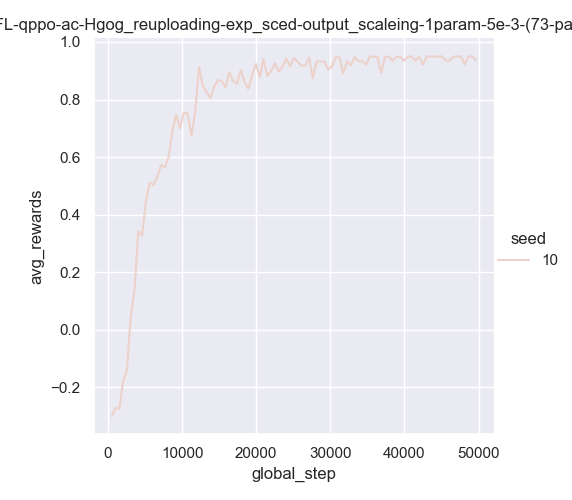 FL-qppo-ac-Hgog_reuploading-exp_sced-output_scaleing-1param-5e-3-(73-pa
1.0
0.8
0.6
0.4
0.2
0.0
−0.2
avg_rewards
0 10000 20000 30000 40000 50000
global_step
seed
10